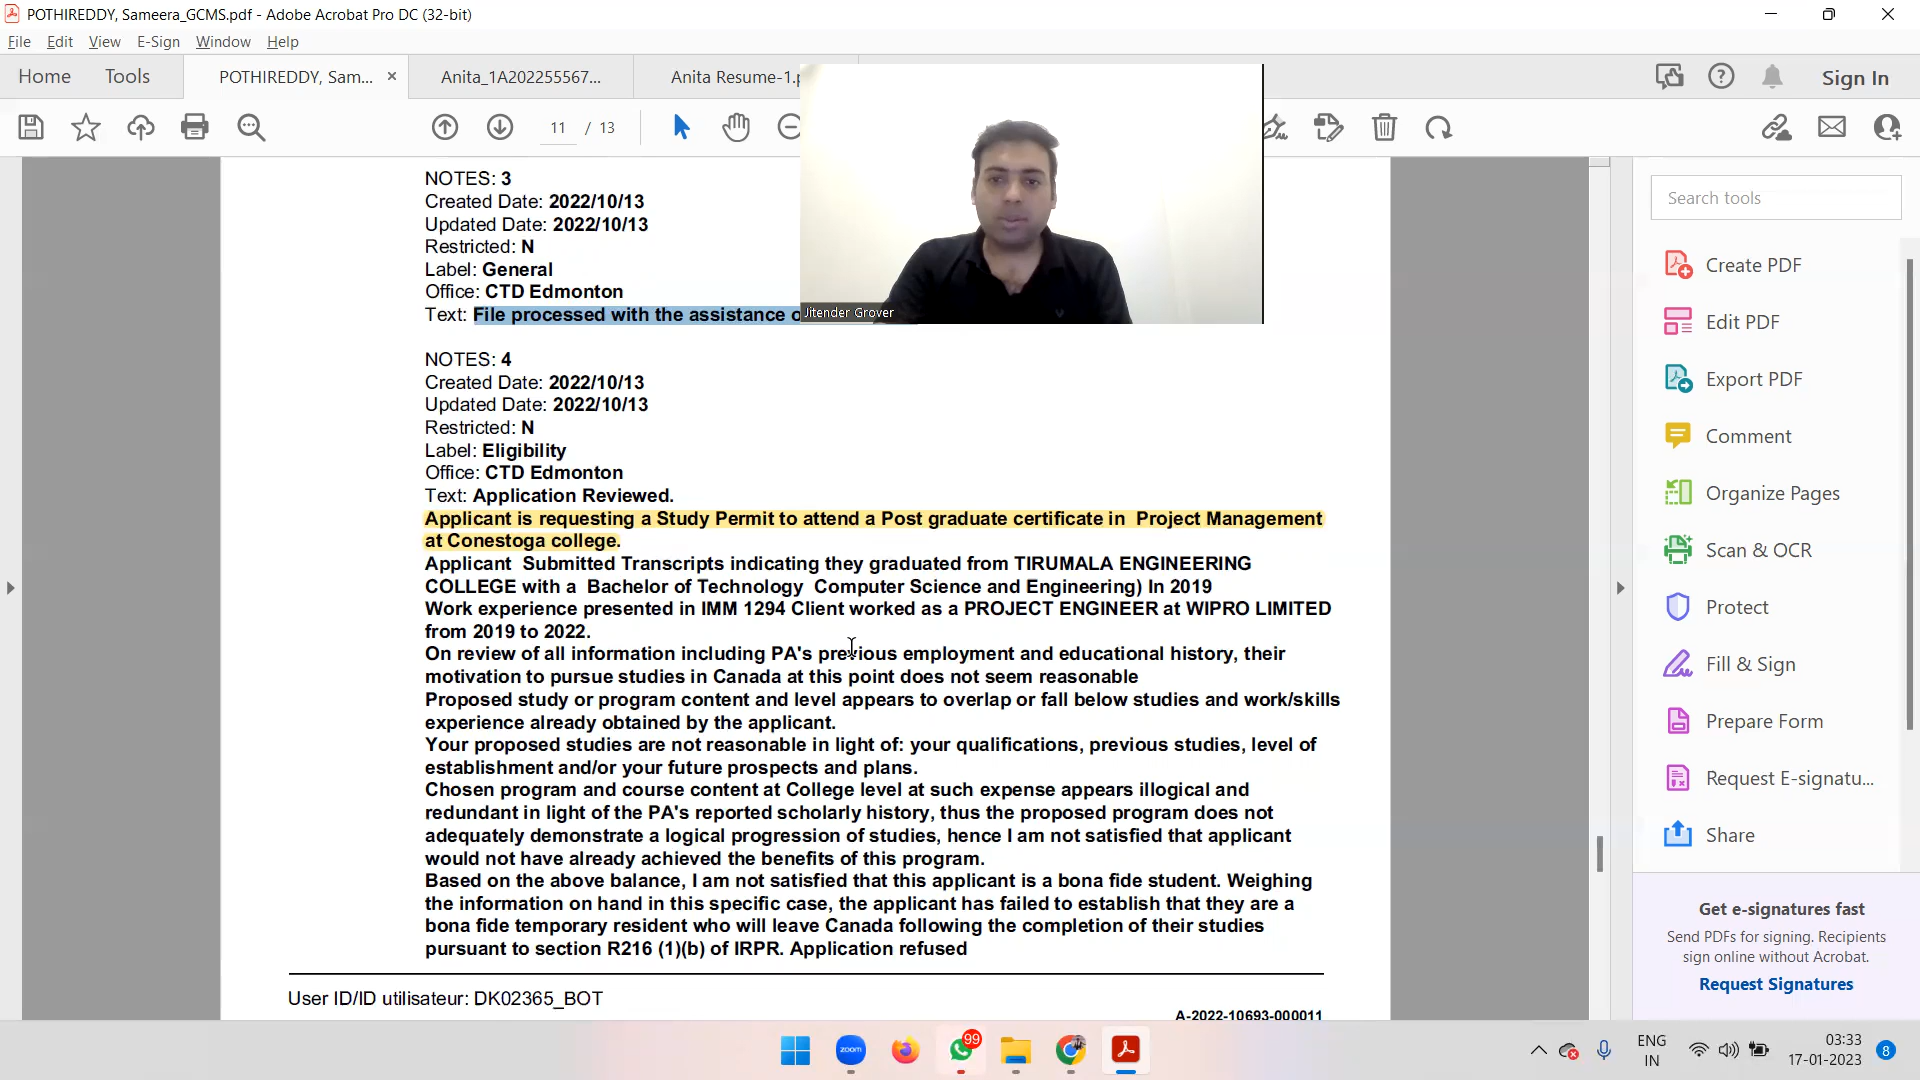 POTHIREDDY, Sameera_GCMS.pdf - Adobe Acrobat Pro DC (32-bit)
File Edit View E-Sign Window Help
Home Tools POTHIREDDY, Sam... × Anita_1A202255567... Anita Resume-1.p Sign In
11 / 13
NOTES: 3
Created Date: 2022/10/13
Updated Date: 2022/10/13
Restricted: N
Label: General
Office: CTD Edmonton
Text: File processed with the assistance o
Jitender Grover
NOTES: 4
Created Date: 2022/10/13
Updated Date: 2022/10/13
Restricted: N
Label: Eligibility
Office: CTD Edmonton
Text: Application Reviewed.
Applicant is requesting a Study Permit to attend a Post graduate certificate in Project Management
at Conestoga college.
Applicant Submitted Transcripts indicating they graduated from TIRUMALA ENGINEERING
COLLEGE with a Bachelor of Technology Computer Science and Engineering) In 2019
Work experience presented in IMM 1294 Client worked as a PROJECT ENGINEER at WIPRO LIMITED
from 2019 to 2022.
On review of all information including PA's previous employment and educational history, their
motivation to pursue studies in Canada at this point does not seem reasonable
Proposed study or program content and level appears to overlap or fall below studies and work/skills
experience already obtained by the applicant.
Your proposed studies are not reasonable in light of: your qualifications, previous studies, level of
establishment and/or your future prospects and plans.
Chosen program and course content at College level at such expense appears illogical and
redundant in light of the PA's reported scholarly history, thus the proposed program does not
adequately demonstrate a logical progression of studies, hence I am not satisfied that applicant
would not have already achieved the benefits of this program.
Based on the above balance, I am not satisfied that this applicant is a bona fide student. Weighing
the information on hand in this specific case, the applicant has failed to establish that they are a
bona fide temporary resident who will leave Canada following the completion of their studies
pursuant to section R216 (1)(b) of IRPR. Application refused
User ID/ID utilisateur: DK02365_BOT
A-2022-10693-000011
Search tools
Create PDF
Edit PDF
Export PDF
Comment
Organize Pages
Scan & OCR
Protect
Fill & Sign
Prepare Form
Request E-signatu...
Share
Get e-signatures fast
Send PDFs for signing. Recipients
sign online without Acrobat.
Request Signatures
zoom
99
ENG
IN
03:33
17-01-2023
8